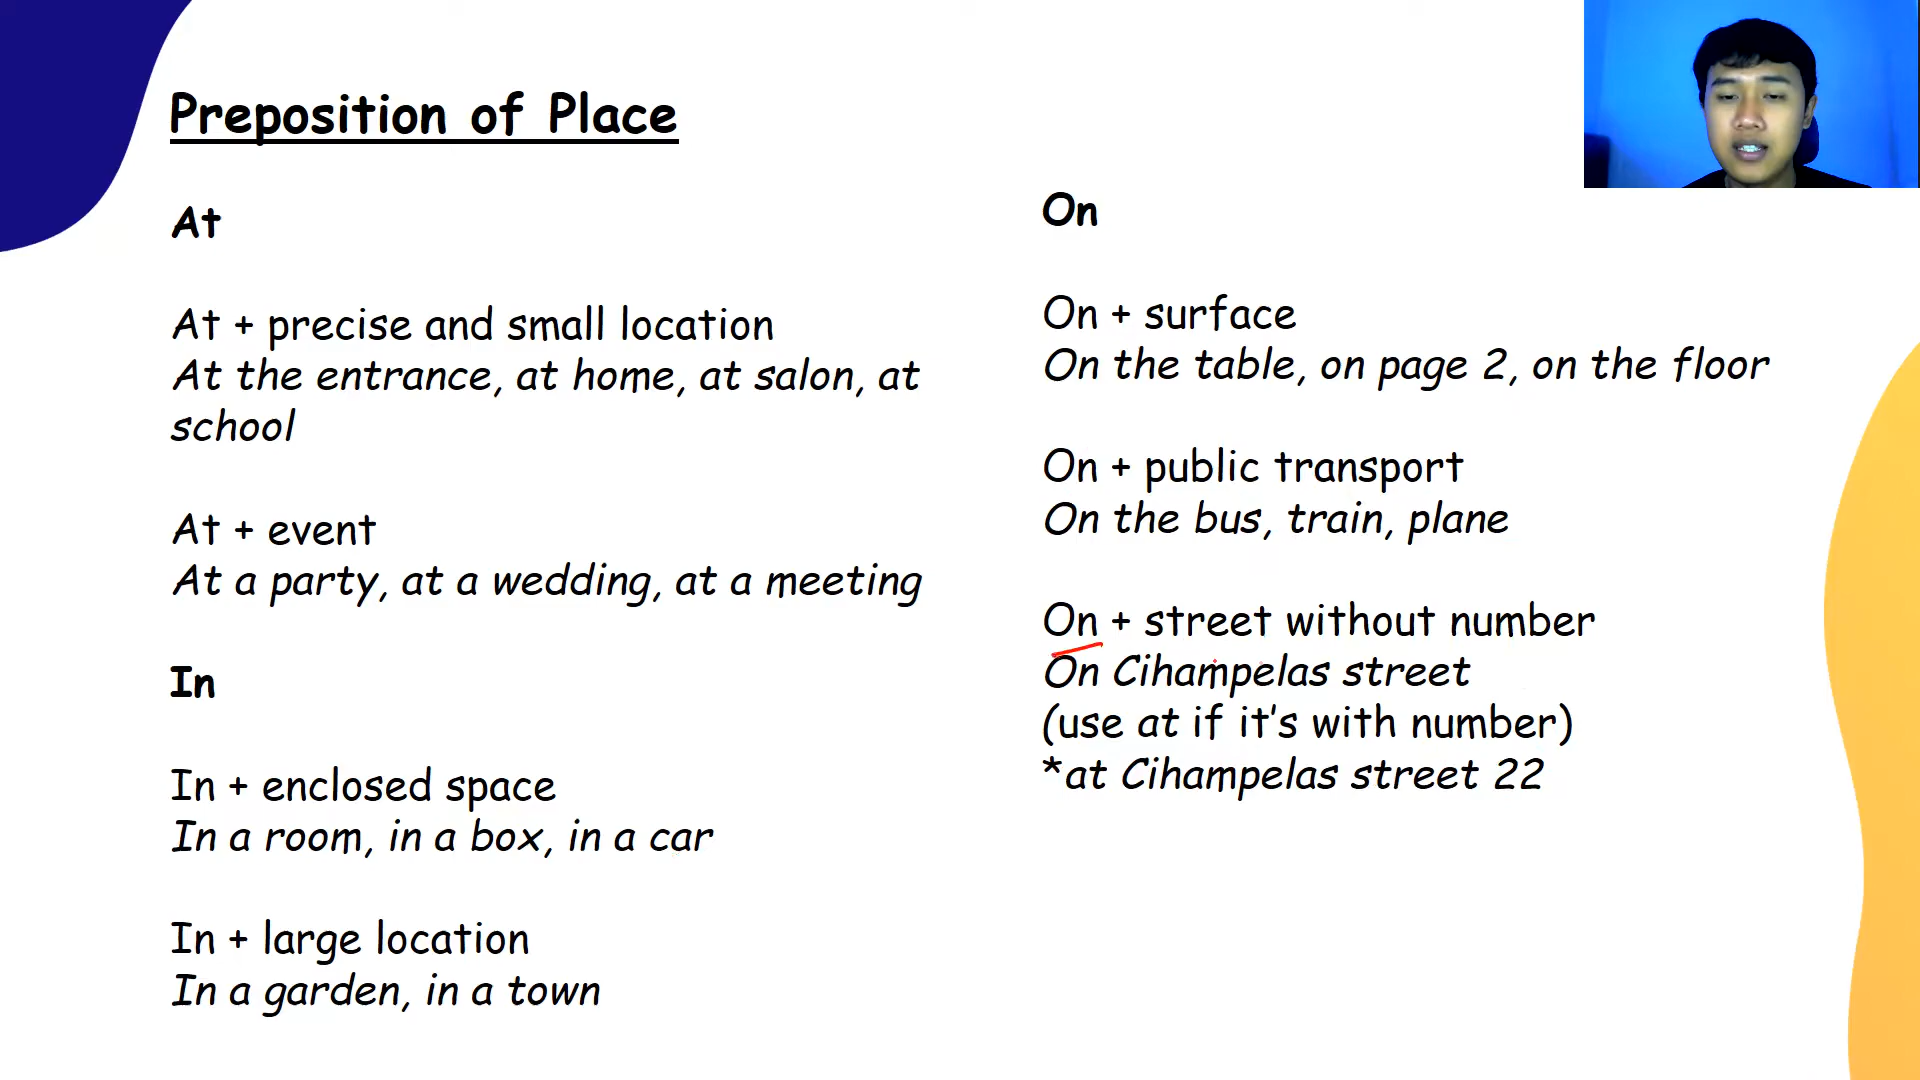 Preposition of Place
At
At + precise and small location
At the entrance, at home, at salon, at
school
At + event
At a party, at a wedding, at a meeting
In
In + enclosed space
In a room, in a box, in a car
In + large location
In a garden, in a town
On
On + surface
On the table, on page 2, on the floor
On + public transport
On the bus, train, plane
On + street without number
On Cihampelas street
(use at if it's with number)
*at Cihampelas street 22